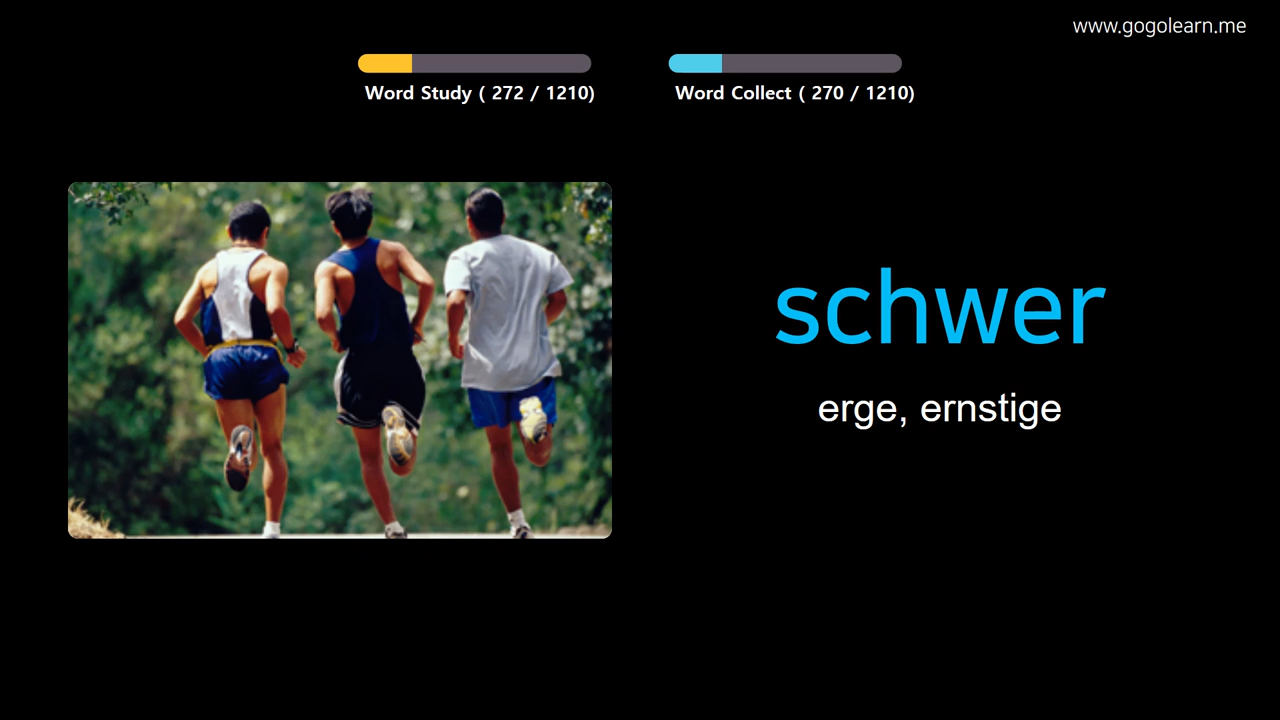 www.gogolearn.me
Word Study ( 272 / 1210)
Word Collect ( 270 / 1210)
schwer
erge, ernstige